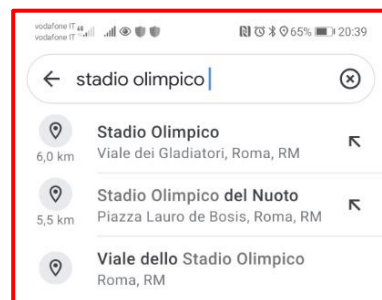 vodafone IT 4G
vodafone IT 65% 20:39
stadio olimpico
Stadio Olimpico
6,0 km Viale dei Gladiatori, Roma, RM
Stadio Olimpico del Nuoto
5,5 km Piazza Lauro de Bosis, Roma, RM
Viale dello Stadio Olimpico
Roma, RM